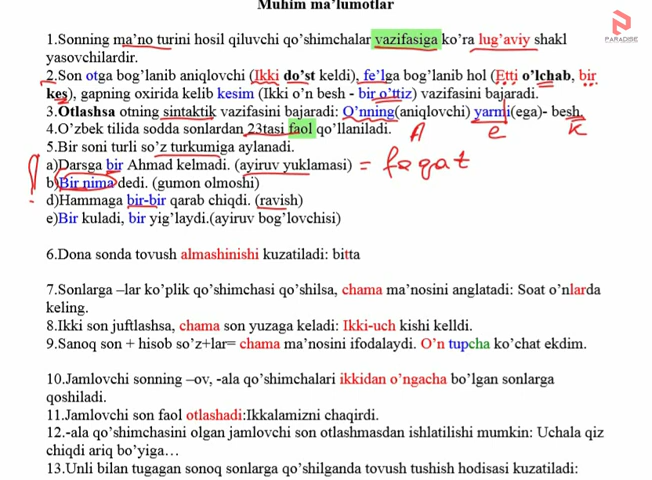 Muhim ma'lumotlar
PARADISE
1.Sonning ma'no turini hosil qiluvchi qo'shimchalar vazifasiga ko'ra lug'aviy shakl
yasovchilardir.
2.Son otga bog'lanib aniqlovchi (Ikki do'st keldi), fe'lga bog'lanib hol (Etti o'lchab, bir
kes), gapning oxirida kelib kesim (Ikki o'n besh - bir o'ttiz) vazifasini bajaradi.
3.Otlashsa otning sintaktik vazifasini bajaradi: O'nning(aniqlovchi) yarmi(ega)- besh
4.O'zbek tilida sodda sonlardan 23tasi faol qo'llaniladi. A e k
5.Bir soni turli so'z turkumiga aylanadi.
a)Darsga bir Ahmad kelmadi. (ayiruv yuklamasi) = faqat
b)Bir nima dedi. (gumon olmoshi)
d)Hammaga bir-bir qarab chiqdi. (ravish)
e)Bir kuladi, bir yig'laydi.(ayiruv bog'lovchisi)
6.Dona sonda tovush almashinishi kuzatiladi: bitta
7.Sonlarga –lar ko'plik qo'shimchasi qo'shilsa, chama ma'nosini anglatadi: Soat o'nlarda
keling.
8.Ikki son juftlashsa, chama son yuzaga keladi: Ikki-uch kishi kelldi.
9.Sanoq son + hisob so'z+lar= chama ma'nosini ifodalaydi. O'n tupcha ko'chat ekdim.
10.Jamlovchi sonning –ov, -ala qo'shimchalari ikkidan o'ngacha bo'lgan sonlarga
qoshiladi.
11.Jamlovchi son faol otlashadi:Ikkalamizni chaqirdi.
12.-ala qo'shimchasini olgan jamlovchi son otlashmasdan ishlatilishi mumkin: Uchala qiz
chiqdi ariq bo'yiga…
13.Unli bilan tugagan sonoq sonlarga qo'shilganda tovush tushish hodisasi kuzatiladi: